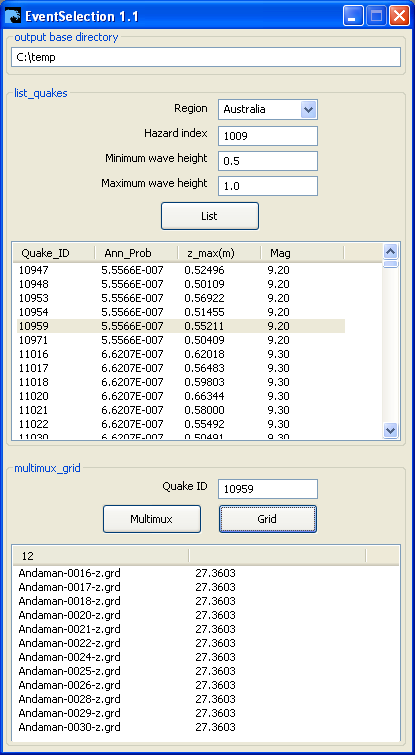 EventSelection 1.1
output base directory
C:\temp
list_quakes
Region Australia
Hazard index 1009
Minimum wave height 0.5
Maximum wave height 1.0
List
Quake_ID Ann_Prob z_max(m) Mag
10947 5.5566E-007 0.52496 9.20
10948 5.5566E-007 0.50109 9.20
10953 5.5566E-007 0.56922 9.20
10954 5.5566E-007 0.51455 9.20
10959 5.5566E-007 0.55211 9.20
10971 5.5566E-007 0.50409 9.20
11016 6.6207E-007 0.62018 9.30
11017 6.6207E-007 0.56483 9.30
11018 6.6207E-007 0.59803 9.30
11020 6.6207E-007 0.66344 9.30
11021 6.6207E-007 0.58000 9.30
11022 6.6207E-007 0.55492 9.30
11030 6.6207E-007 0.50491 9.30
multimux_grid
Quake ID 10959
Multimux Grid
12
Andaman-0016-z.grd 27.3603
Andaman-0017-z.grd 27.3603
Andaman-0018-z.grd 27.3603
Andaman-0020-z.grd 27.3603
Andaman-0021-z.grd 27.3603
Andaman-0022-z.grd 27.3603
Andaman-0024-z.grd 27.3603
Andaman-0025-z.grd 27.3603
Andaman-0026-z.grd 27.3603
Andaman-0028-z.grd 27.3603
Andaman-0029-z.grd 27.3603
Andaman-0030-z.grd 27.3603